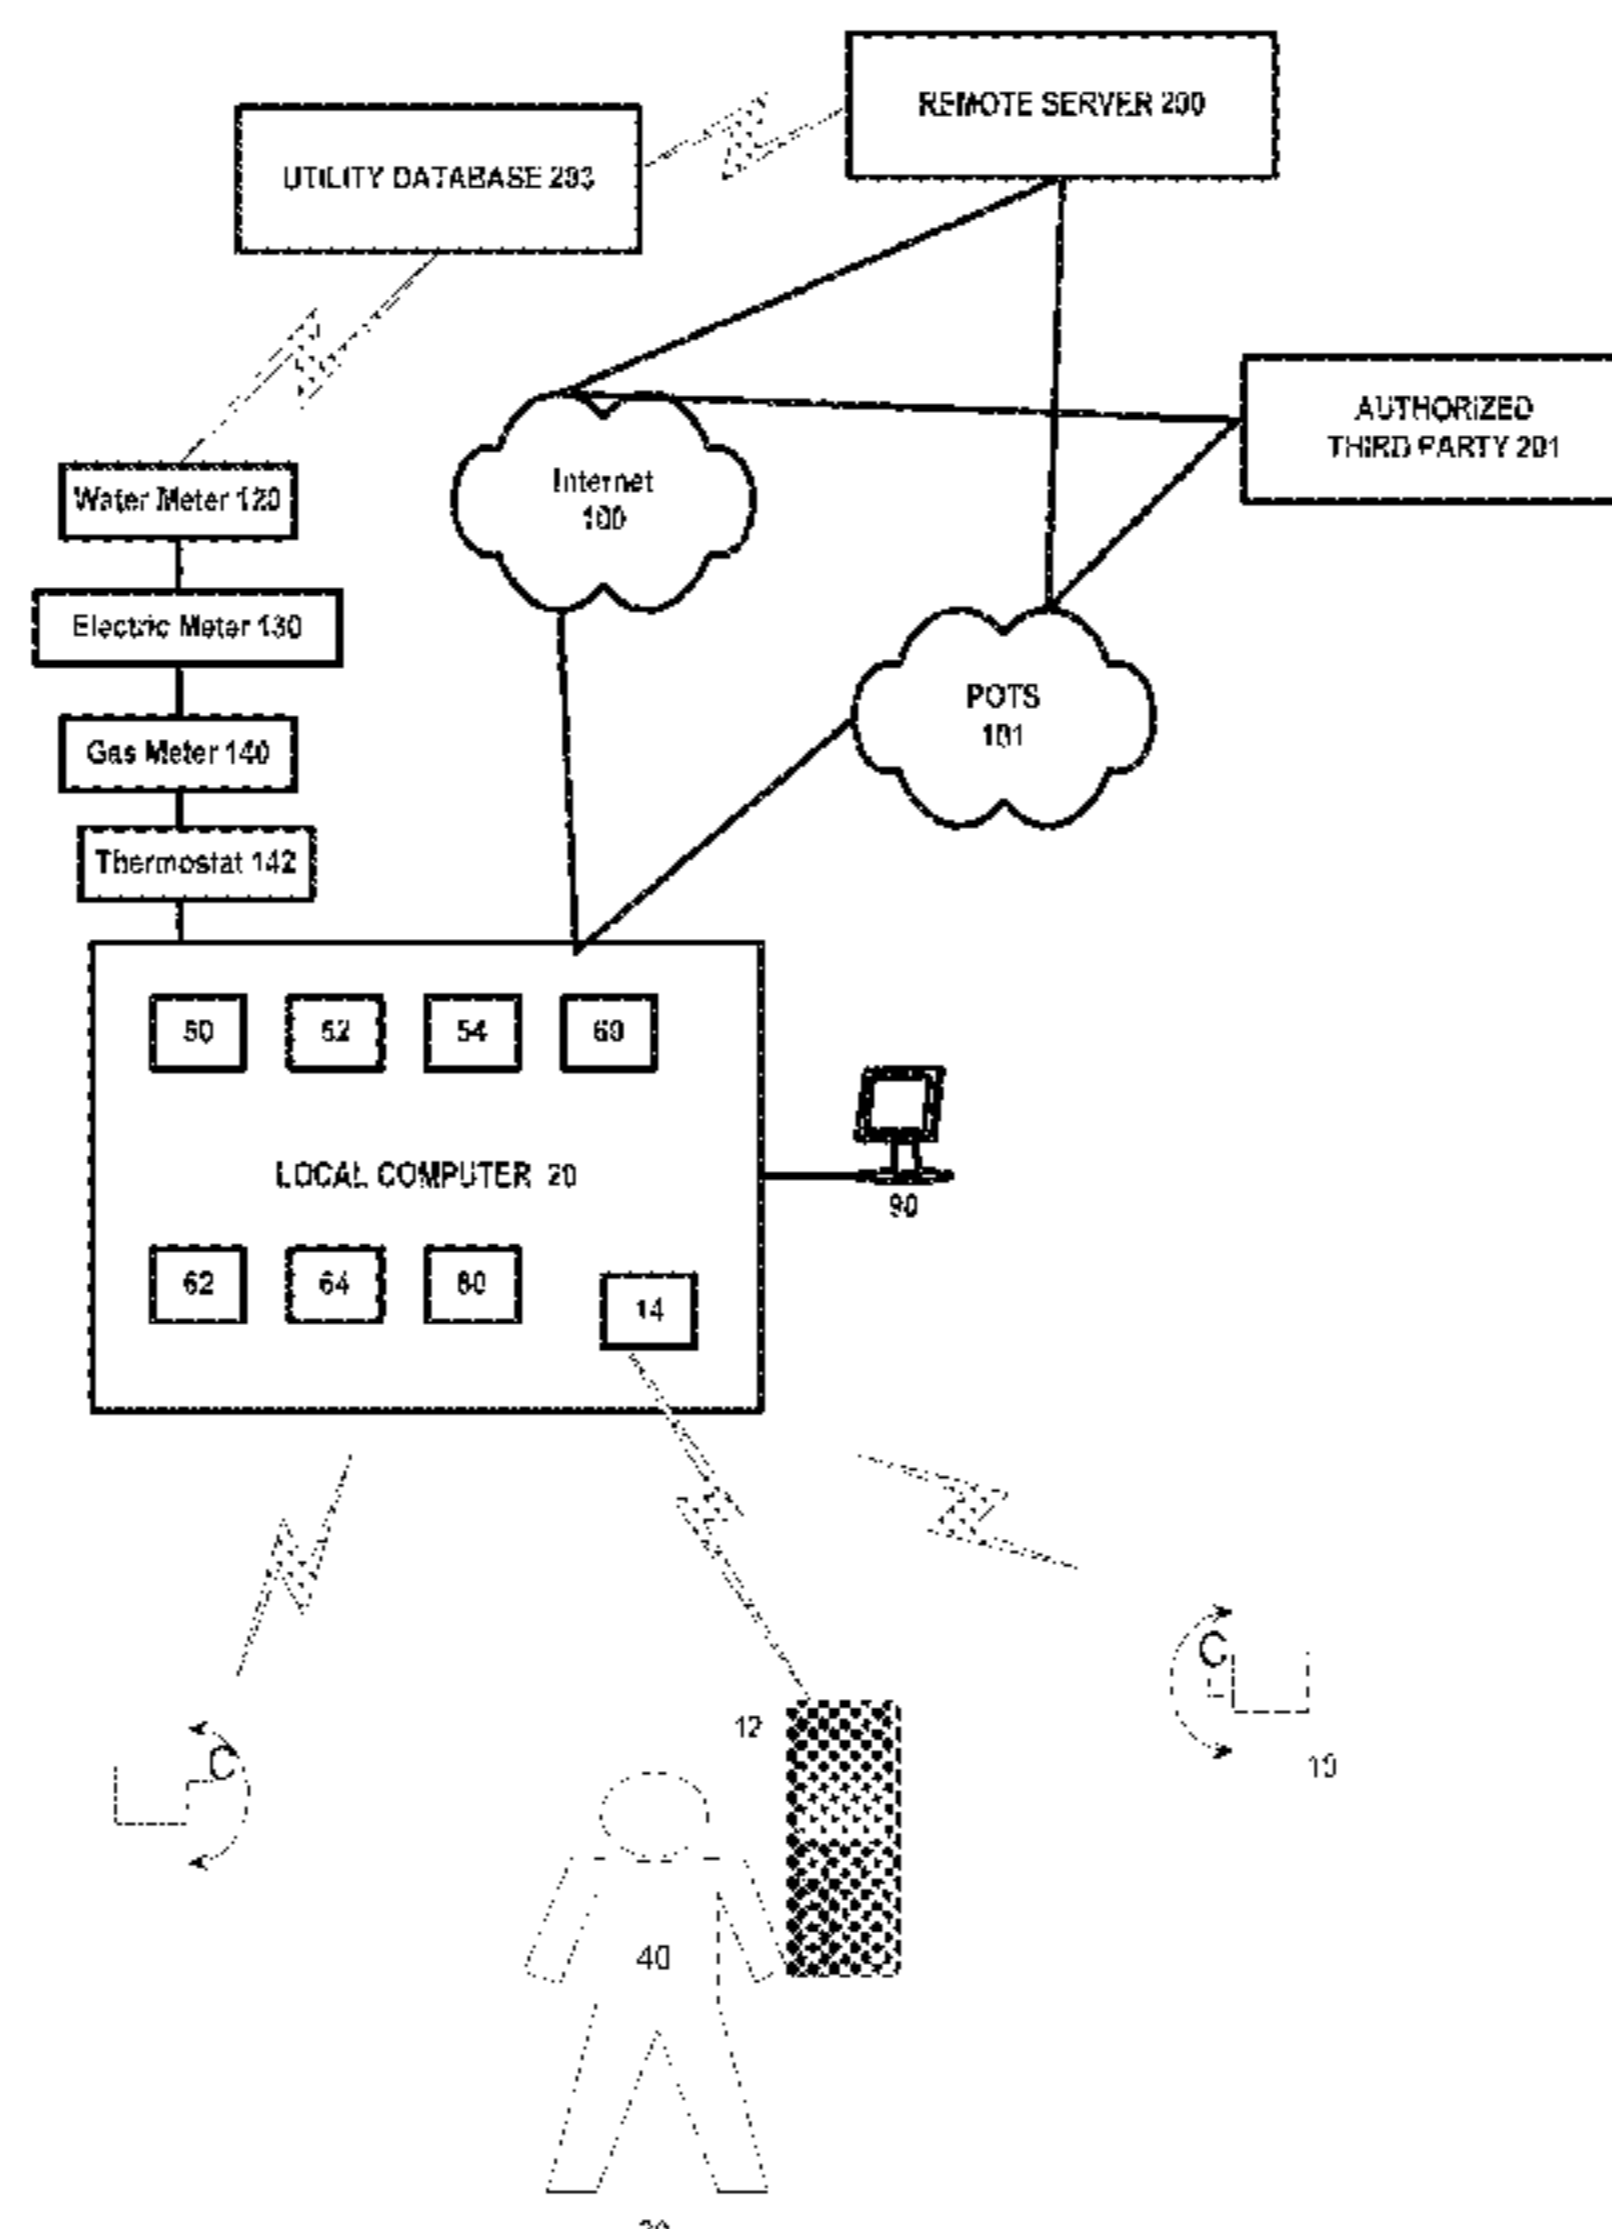 REMOTE SERVER 200
UTILITY DATABASE 203
AUTHORIZED
THIRD PARTY 201
Internet
100
Water Meter 120
Electric Meter 130
POTS
101
Gas Meter 140
Thermostat 142
50
52
54
60
LOCAL COMPUTER 20
90
62
64
80
14
C
12
C
10
40